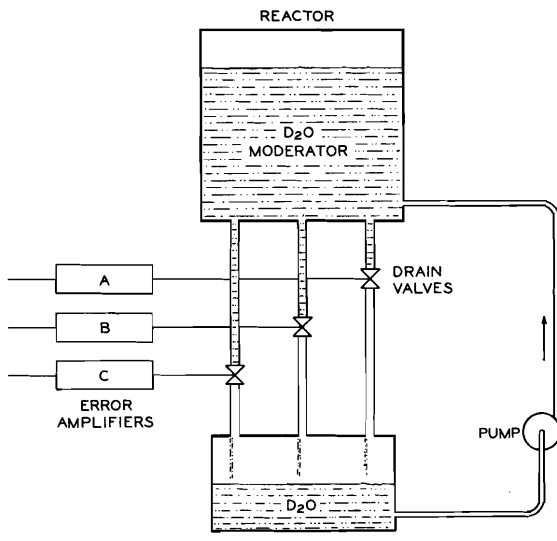 REACTOR
D2O
MODERATOR
A
B
C
ERROR
AMPLIFIERS
DRAIN
VALVES
PUMP
D2O